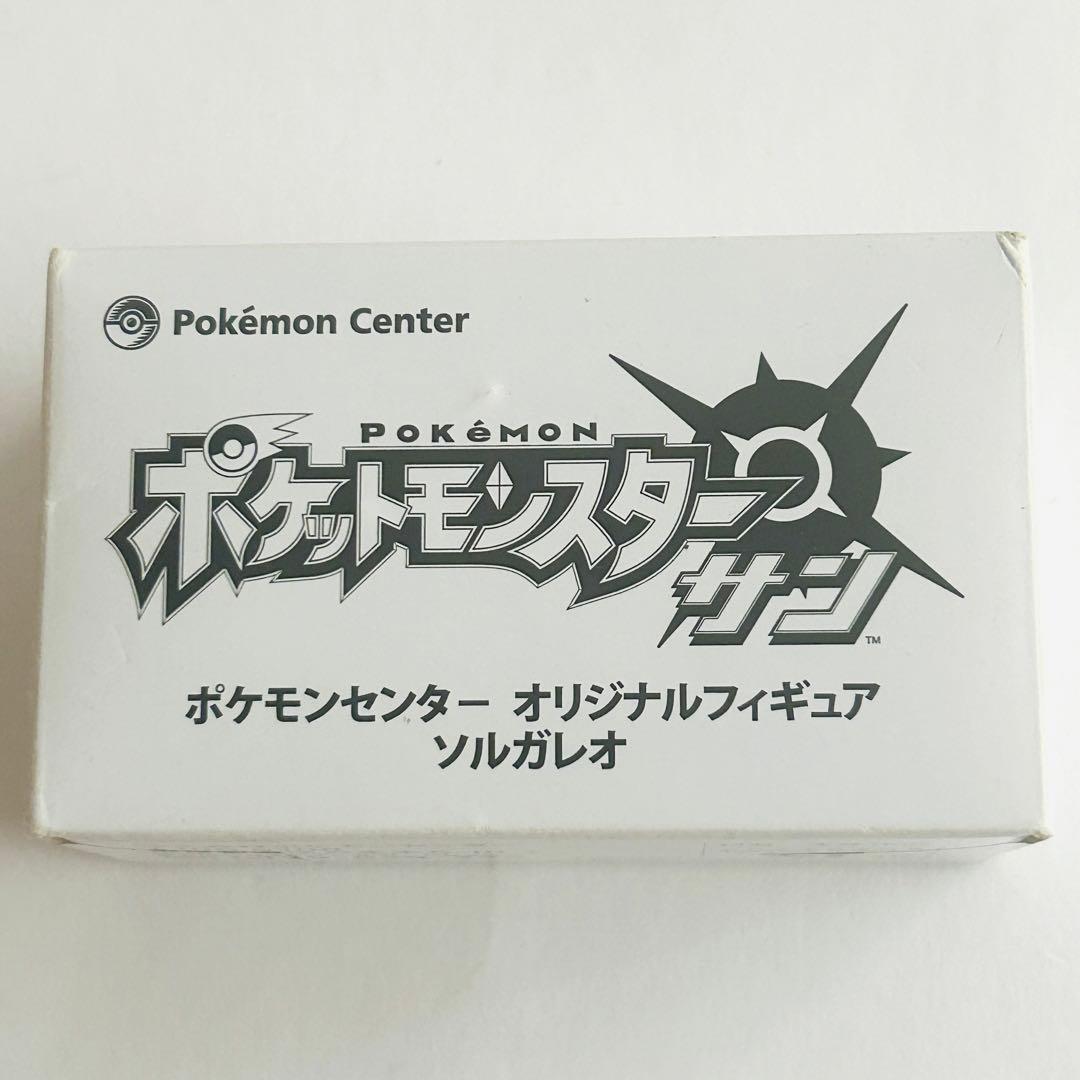 Pokémon Center
POKéMON
ポケットモンスター
サン
TM
ポケモンセンター オリジナルフィギュア
ソルガレオ